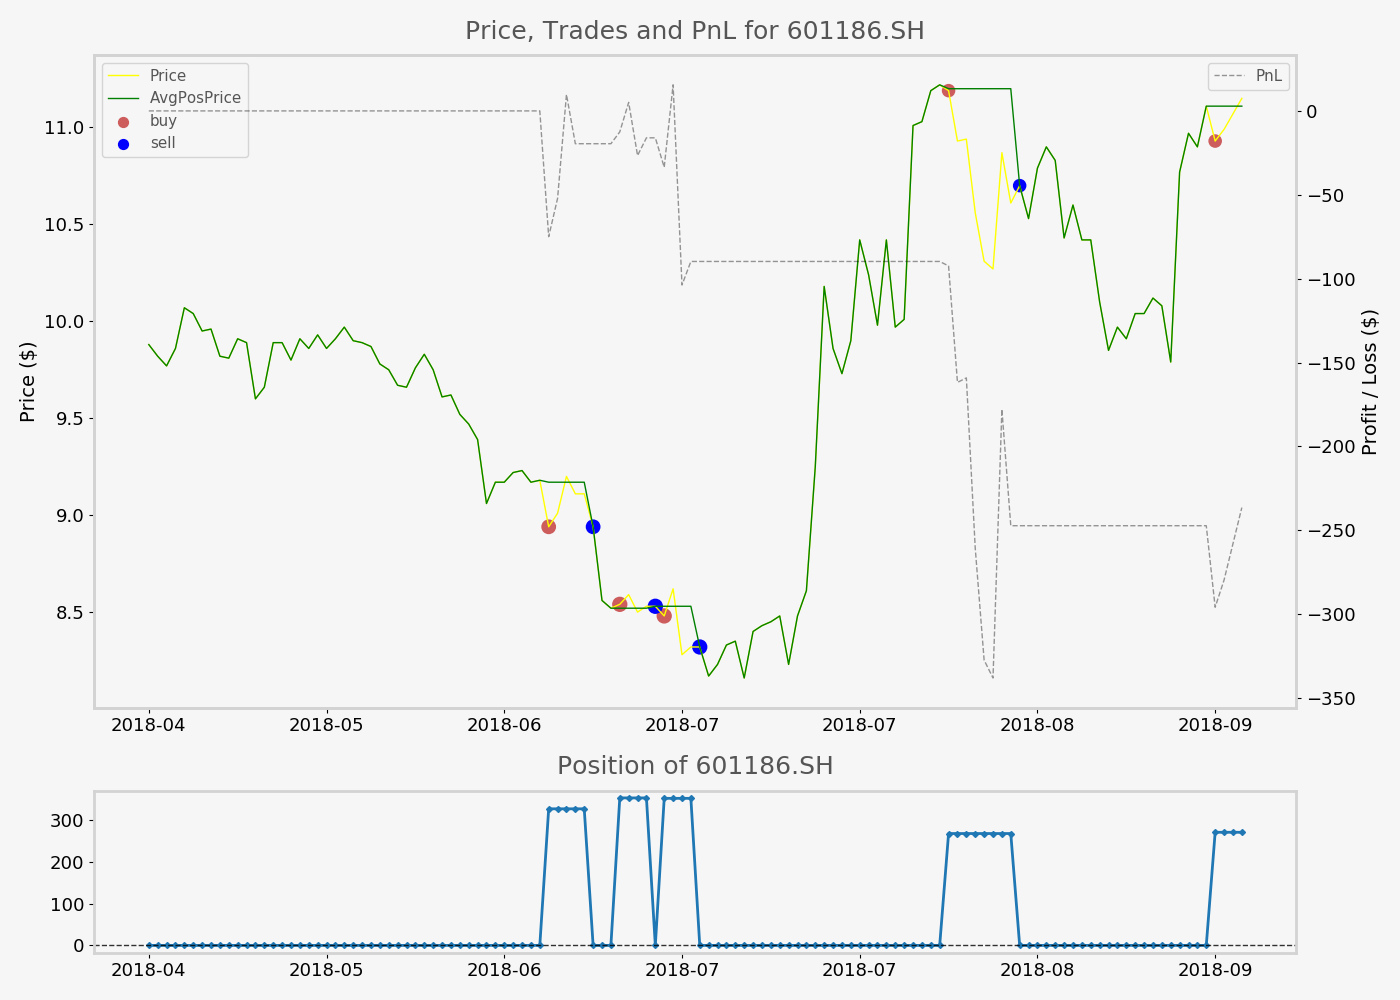 Price, Trades and PnL for 601186.SH
Price
AvgPosPrice
buy
sell
PnL
Price ($)
11.0
10.5
10.0
9.5
9.0
8.5
0
−50
−100
−150
−200
−250
−300
−350
Profit / Loss ($)
2018-04 2018-05 2018-06 2018-07 2018-07 2018-08 2018-09
Position of 601186.SH
300
200
100
0
2018-04 2018-05 2018-06 2018-07 2018-07 2018-08 2018-09